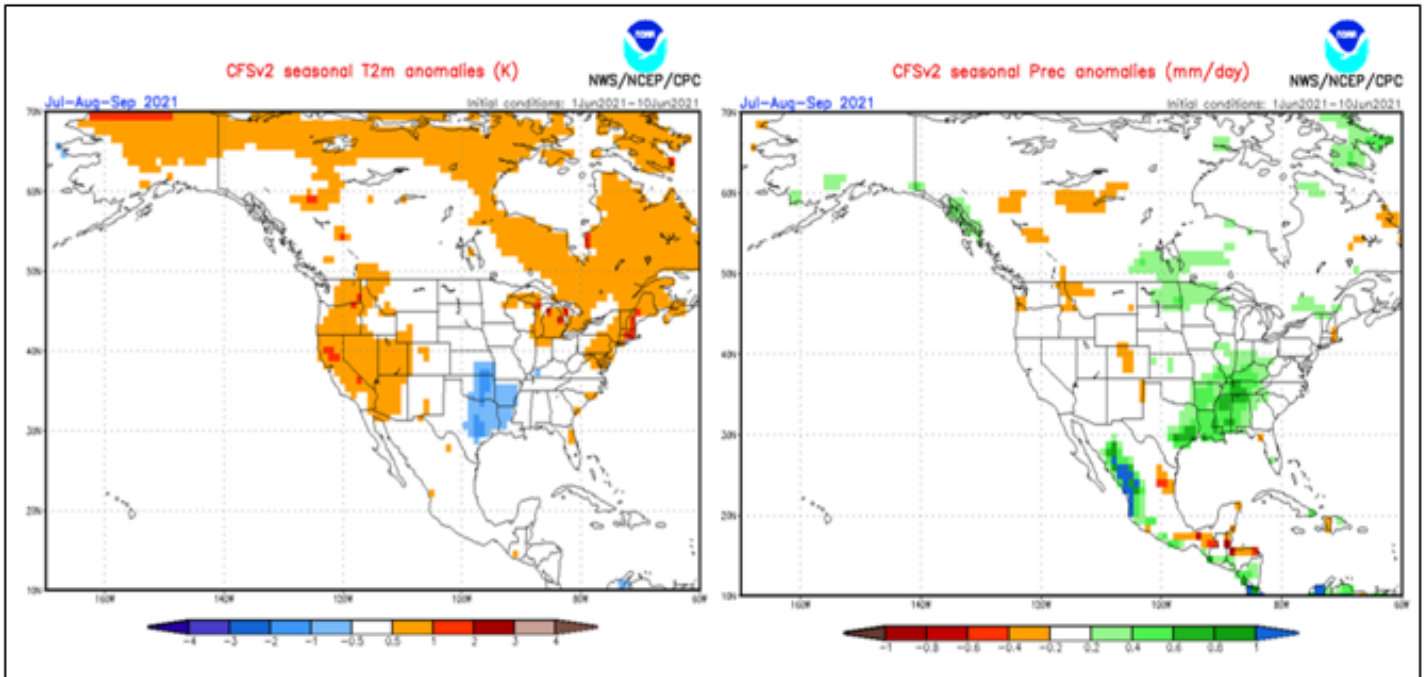 NOAA
NWS/NCEP/CPC
CFSv2 seasonal T2m anomalies (K)
Jul-Aug-Sep 2021
Initial conditions: 1Jun2021-10Jun2021
70N
60N
50N
40N
30N
20N
10N
160W 140W 120W 100W 80W 60W
-4 -3 -2 -1 -0.5 0.5 1 2 3 4
NOAA
NWS/NCEP/CPC
CFSv2 seasonal Prec anomalies (mm/day)
Jul-Aug-Sep 2021
Initial conditions: 1Jun2021-10Jun2021
70N
60N
50N
40N
30N
20N
10N
160W 140W 120W 100W 80W 60W
-1 -0.8 -0.6 -0.4 -0.2 0.2 0.4 0.6 0.8 1